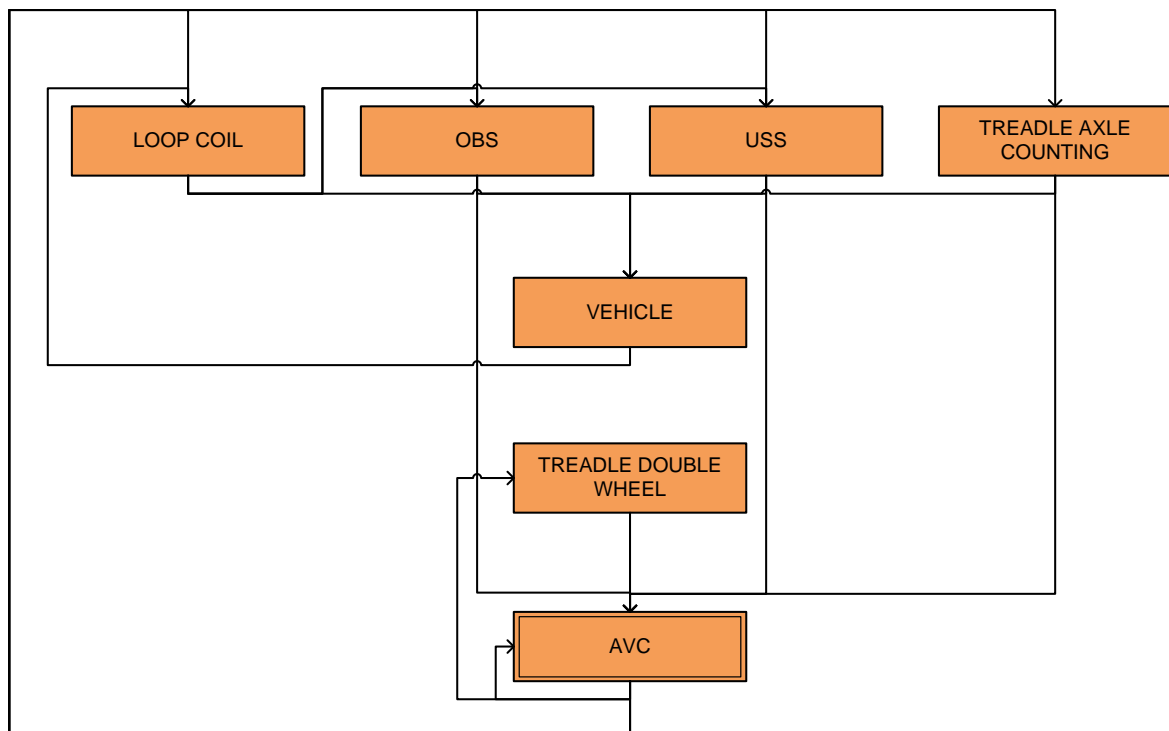 LOOP COIL
OBS
USS
TREADLE AXLE
COUNTING
VEHICLE
TREADLE DOUBLE
WHEEL
AVC